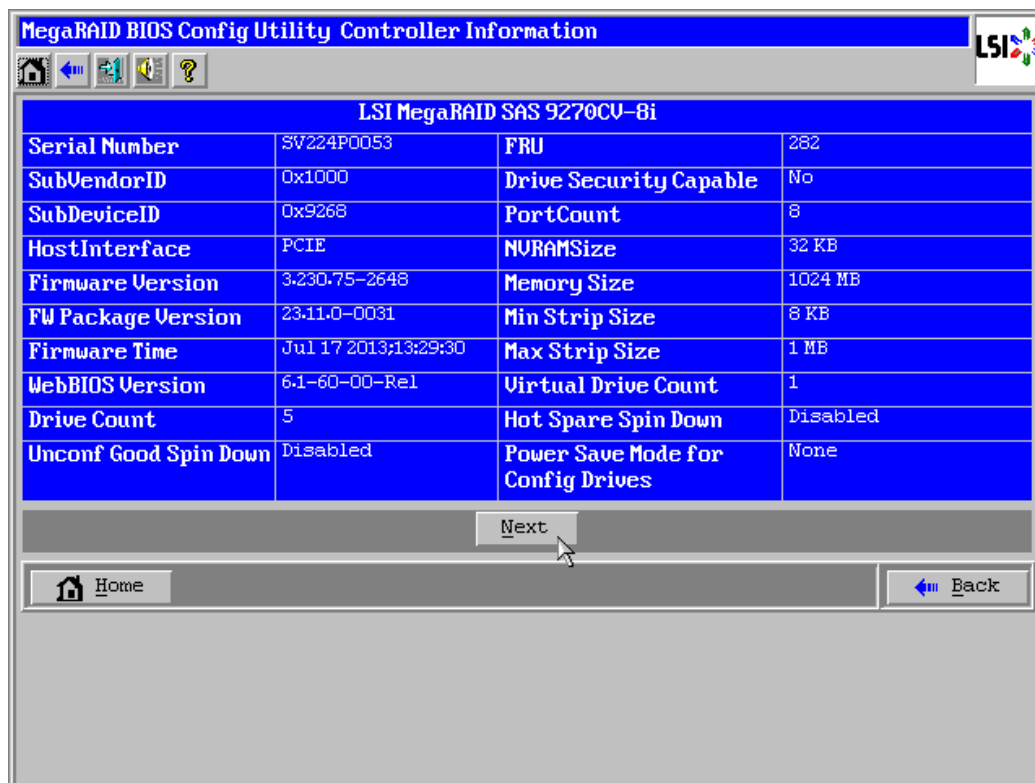 MegaRAID BIOS Config Utility Controller Information
LSI
LSI MegaRAID SAS 9270CV-8i
Serial Number SV224P0053 FRU 282
SubVendorID 0x1000 Drive Security Capable No
SubDeviceID 0x9268 PortCount 8
HostInterface PCIE NVRAMSize 32 KB
Firmware Version 3.230.75-2648 Memory Size 1024 MB
FW Package Version 23.11.0-0031 Min Strip Size 8 KB
Firmware Time Jul 17 2013;13:29:30 Max Strip Size 1 MB
WebBIOS Version 6.1-60-00-Rel Virtual Drive Count 1
Drive Count 5 Hot Spare Spin Down Disabled
Unconf Good Spin Down Disabled Power Save Mode for None
Config Drives
Next
Home Back